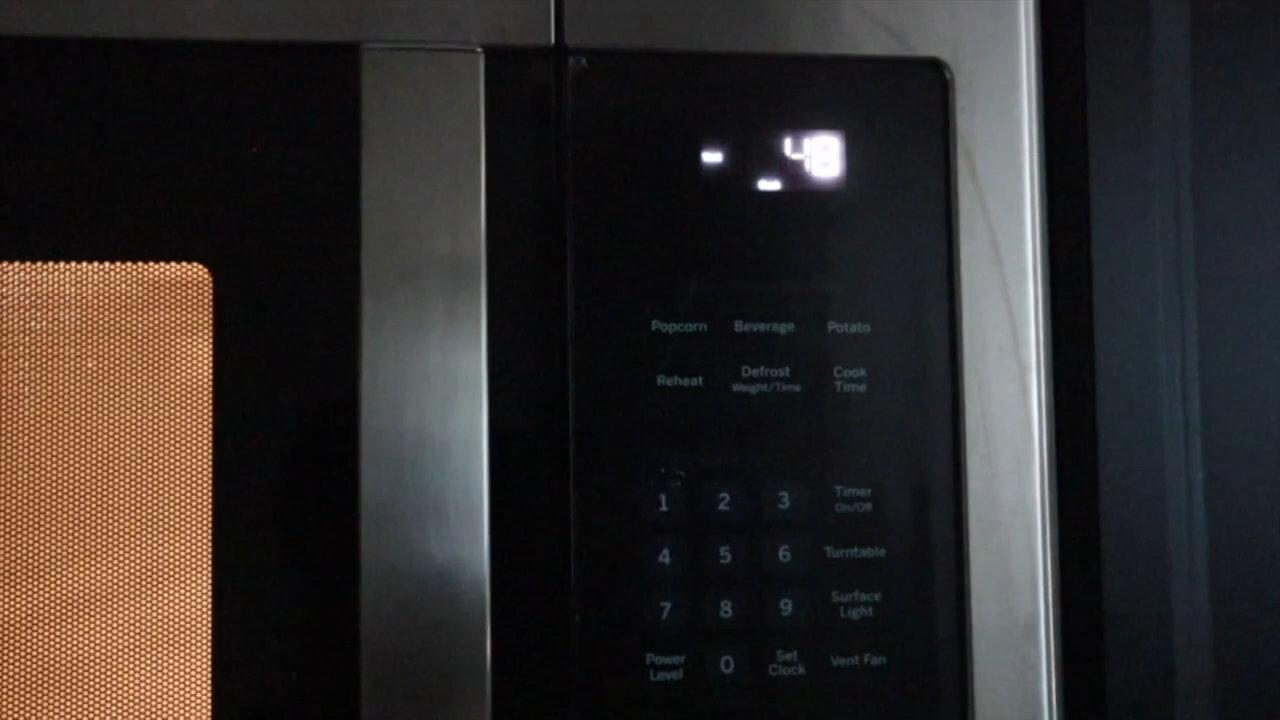 48
Popcorn Beverage Potato
Reheat Defrost Weight/Time Cook Time
1 2 3 Timer On/Off
4 5 6 Turntable
7 8 9 Surface Light
Power Level 0 Set Clock Vent Fan